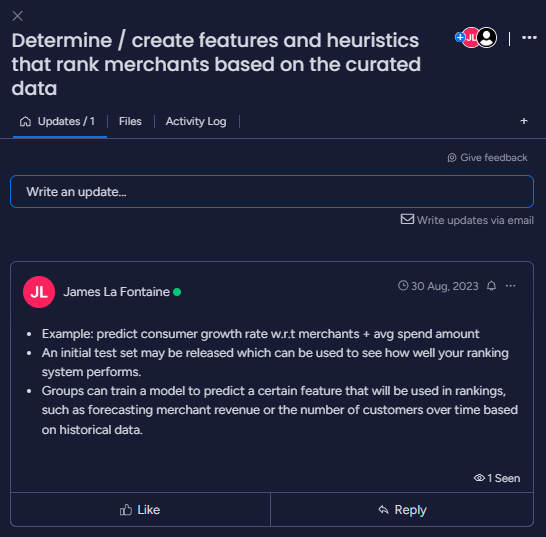 Determine / create features and heuristics
that rank merchants based on the curated
data
JL
Updates / 1
Files
Activity Log
+
Give feedback
Write an update...
Write updates via email
JL
James La Fontaine
30 Aug, 2023
• Example: predict consumer growth rate w.r.t merchants + avg spend amount
• An initial test set may be released which can be used to see how well your ranking
system performs.
• Groups can train a model to predict a certain feature that will be used in rankings,
such as forecasting merchant revenue or the number of customers over time based
on historical data.
1 Seen
Like
Reply